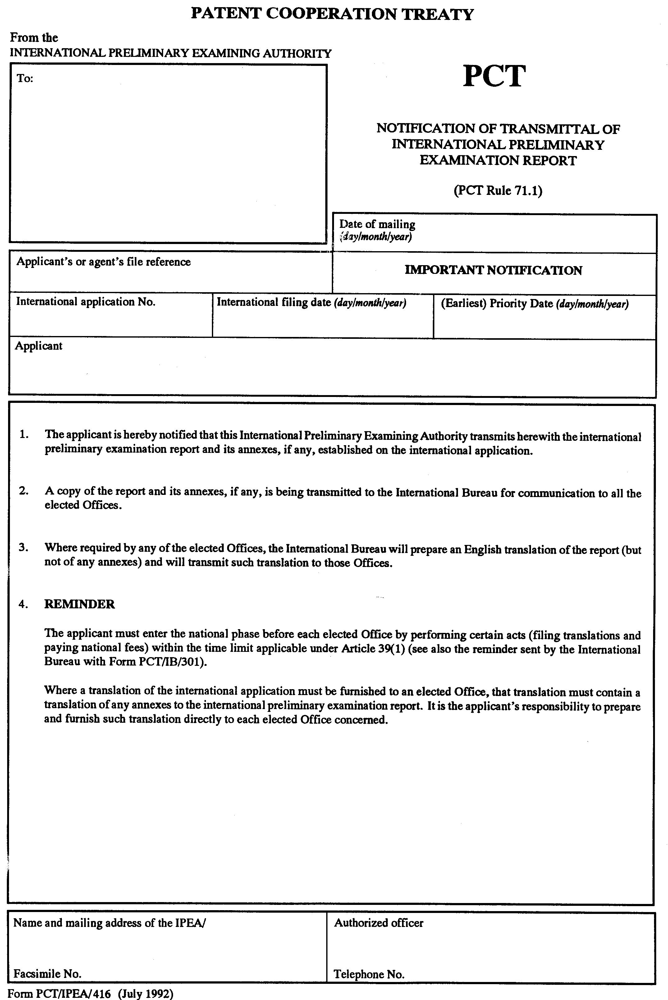 PATENT COOPERATION TREATY
From the
INTERNATIONAL PRELIMINARY EXAMINING AUTHORITY
To:
PCT
NOTIFICATION OF TRANSMITTAL OF
INTERNATIONAL PRELIMINARY
EXAMINATION REPORT
(PCT Rule 71.1)
Date of mailing
(day/month/year)
Applicant's or agent's file reference
IMPORTANT NOTIFICATION
International application No.
International filing date (day/month/year)
(Earliest) Priority Date (day/month/year)
Applicant
1. The applicant is hereby notified that this International Preliminary Examining Authority transmits herewith the international
preliminary examination report and its annexes, if any, established on the international application.
2. A copy of the report and its annexes, if any, is being transmitted to the International Bureau for communication to all the
elected Offices.
3. Where required by any of the elected Offices, the International Bureau will prepare an English translation of the report (but
not of any annexes) and will transmit such translation to those Offices.
4. REMINDER
The applicant must enter the national phase before each elected Office by performing certain acts (filing translations and
paying national fees) within the time limit applicable under Article 39(1) (see also the reminder sent by the International
Bureau with Form PCT/IB/301).
Where a translation of the international application must be furnished to an elected Office, that translation must contain a
translation of any annexes to the international preliminary examination report. It is the applicant's responsibility to prepare
and furnish such translation directly to each elected Office concerned.
Name and mailing address of the IPEA/
Authorized officer
Facsimile No.
Telephone No.
Form PCT/IPEA/416 (July 1992)